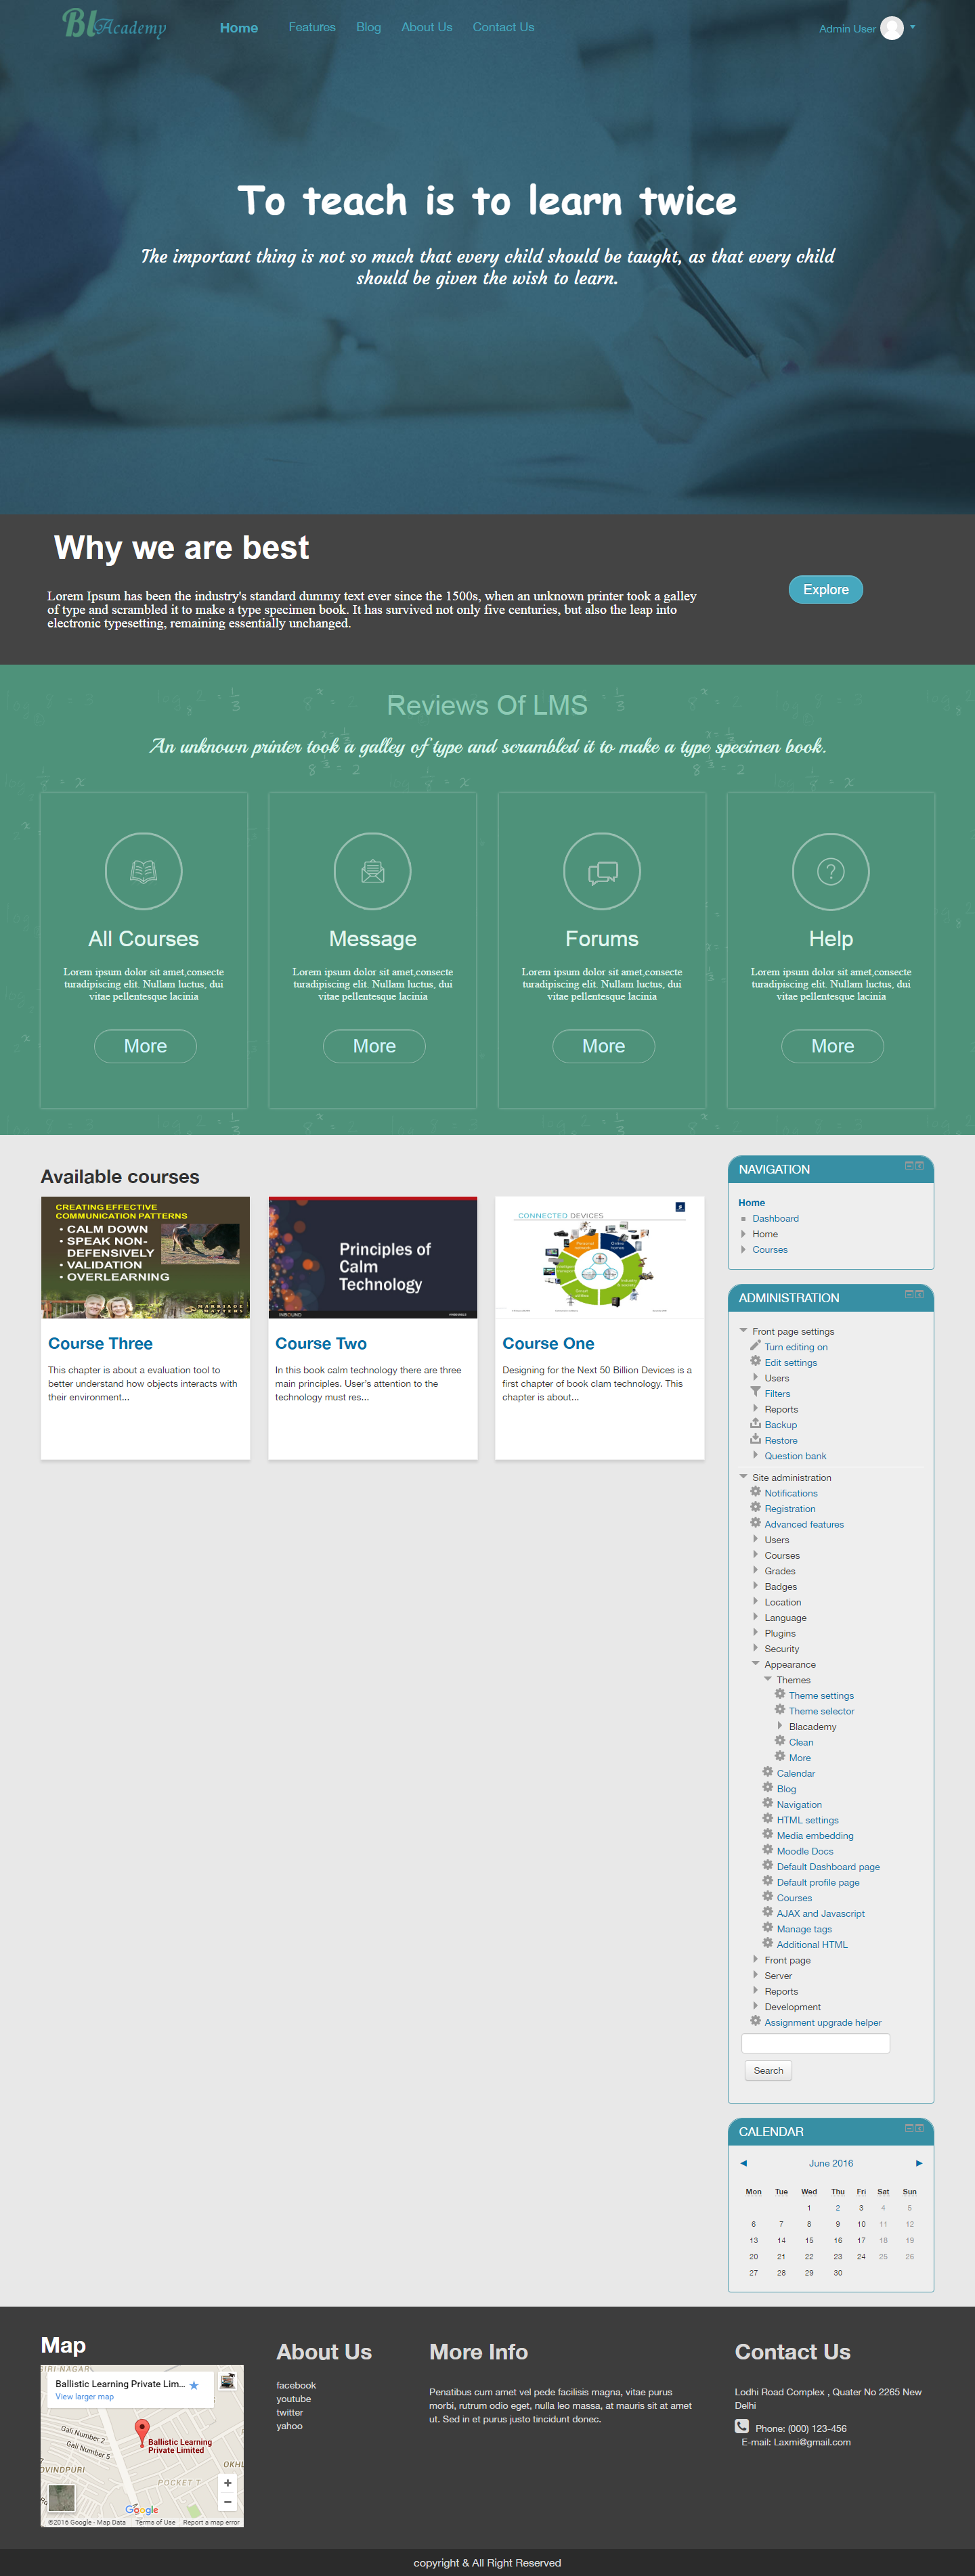 Bl Academy
Home
Features
Blog
About Us
Contact Us
Admin User
To teach is to learn twice
The important thing is not so much that every child should be taught, as that every child
should be given the wish to learn.
Why we are best
Lorem Ipsum has been the industry's standard dummy text ever since the 1500s, when an unknown printer took a galley
of type and scrambled it to make a type specimen book. It has survived not only five centuries, but also the leap into
electronic typesetting, remaining essentially unchanged.
Explore
Reviews Of LMS
An unknown printer took a galley of type and scrambled it to make a type specimen book.
All Courses
Lorem ipsum dolor sit amet,consecte
turadipiscing elit. Nullam luctus, dui
vitae pellentesque lacinia
More
Message
Lorem ipsum dolor sit amet,consecte
turadipiscing elit. Nullam luctus, dui
vitae pellentesque lacinia
More
Forums
Lorem ipsum dolor sit amet,consecte
turadipiscing elit. Nullam luctus, dui
vitae pellentesque lacinia
More
Help
Lorem ipsum dolor sit amet,consecte
turadipiscing elit. Nullam luctus, dui
vitae pellentesque lacinia
More
Available courses
CREATING EFFECTIVE
COMMUNICATION PATTERNS
• CALM DOWN
• SPEAK NON-
DEFENSIVELY
• VALIDATION
• OVERLEARNING
MARRIAGE
MATTERS
Course Three
This chapter is about a evaluation tool to
better understand how objects interacts with
their environment...
Principles of
Calm
Technology
INBOUND
Course Two
In this book calm technology there are three
main principles. User's attention to the
technology must res...
CONNECTED DEVICES
Course One
Designing for the Next 50 Billion Devices is a
first chapter of book clam technology. This
chapter is about...
NAVIGATION
Home
Dashboard
Home
Courses
ADMINISTRATION
Front page settings
Turn editing on
Edit settings
Users
Filters
Reports
Backup
Restore
Question bank
Site administration
Notifications
Registration
Advanced features
Users
Courses
Grades
Badges
Location
Language
Plugins
Security
Appearance
Themes
Theme settings
Theme selector
Blacademy
Clean
More
Calendar
Blog
Navigation
HTML settings
Media embedding
Moodle Docs
Default Dashboard page
Default profile page
Courses
AJAX and Javascript
Manage tags
Additional HTML
Front page
Server
Reports
Development
Assignment upgrade helper
Search
CALENDAR
◄ June 2016 ►
Mon Tue Wed Thu Fri Sat Sun
1 2 3 4 5
6 7 8 9 10 11 12
13 14 15 16 17 18 19
20 21 22 23 24 25 26
27 28 29 30
Map
Ballistic Learning Private Lim...
View larger map
Gali Number 2
Gali Number 5
Ballistic Learning
Private Limited
OVINDPURI
OKHL
POCKET T
Google
©2016 Google - Map Data
Terms of Use
Report a map error
About Us
facebook
youtube
twitter
yahoo
More Info
Penatibus cum amet vel pede facilisis magna, vitae purus
morbi, rutrum odio eget, nulla leo massa, at mauris sit at amet
ut. Sed in et purus justo tincidunt donec.
Contact Us
Lodhi Road Complex , Quater No 2265 New
Delhi
Phone: (000) 123-456
E-mail: Laxmi@gmail.com
copyright & All Right Reserved